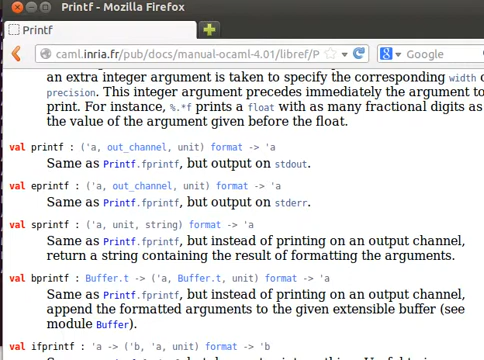 Printf - Mozilla Firefox
Printf
caml.inria.fr/pub/docs/manual-ocaml-4.01/libref/P
Google
an extra integer argument is taken to specify the corresponding width
precision. This integer argument precedes immediately the argument to
print. For instance, %.*f prints a float with as many fractional digits as
the value of the argument given before the float.
val printf : ('a, out_channel, unit) format -> 'a
Same as Printf.fprintf, but output on stdout.
val eprintf : ('a, out_channel, unit) format -> 'a
Same as Printf.fprintf, but output on stderr.
val sprintf : ('a, unit, string) format -> 'a
Same as Printf.fprintf, but instead of printing on an output channel,
return a string containing the result of formatting the arguments.
val bprintf : Buffer.t -> ('a, Buffer.t, unit) format -> 'a
Same as Printf.fprintf, but instead of printing on an output channel,
append the formatted arguments to the given extensible buffer (see
module Buffer).
val ifprintf : 'a -> ('b, 'a, unit) format -> 'b